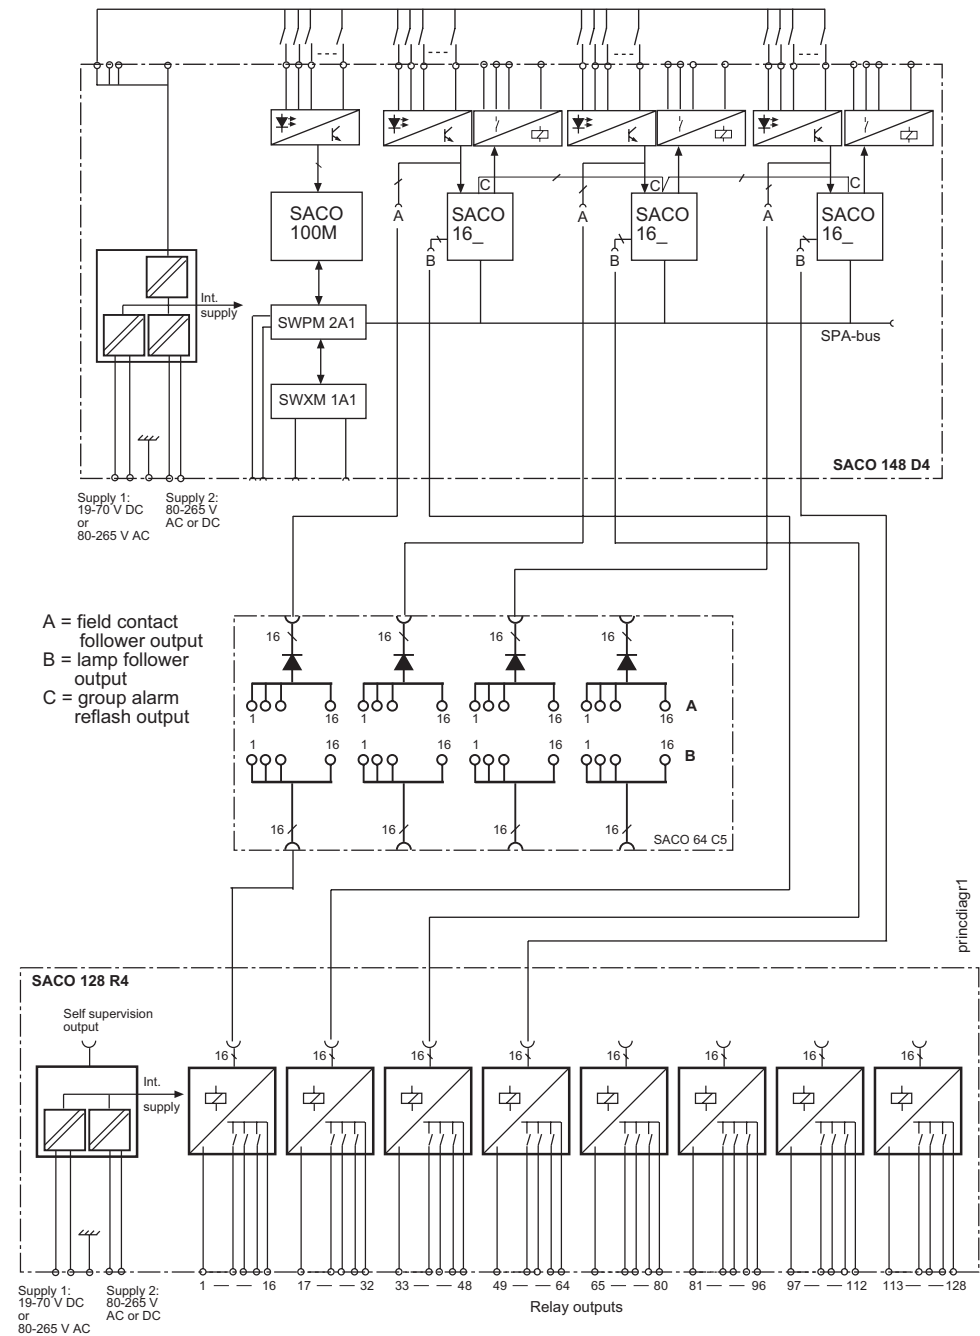 SACO
100M
A
C
SACO
16_
B
A
C
SACO
16_
B
A
C
SACO
16_
B
Int.
supply
SWPM 2A1
SPA-bus
SWXM 1A1
SACO 148 D4
Supply 1:
19-70 V DC
or
80-265 V AC
Supply 2:
80-265 V
AC or DC
A = field contact
follower output
B = lamp follower
output
C = group alarm
reflash output
16
16
16
16
1
16
1
16
1
16
1
16
A
1
16
1
16
1
16
1
16
B
16
16
16
16
SACO 64 C5
princdiagr1
SACO 128 R4
Self supervision
output
Int.
supply
16
16
16
16
16
16
16
16
1 — — 16
17 — — 32
33 — — 48
49 — — 64
65 — — 80
81 — — 96
97 — — 112
113 — — 128
Supply 1:
19-70 V DC
or
80-265 V AC
Supply 2:
80-265 V
AC or DC
Relay outputs